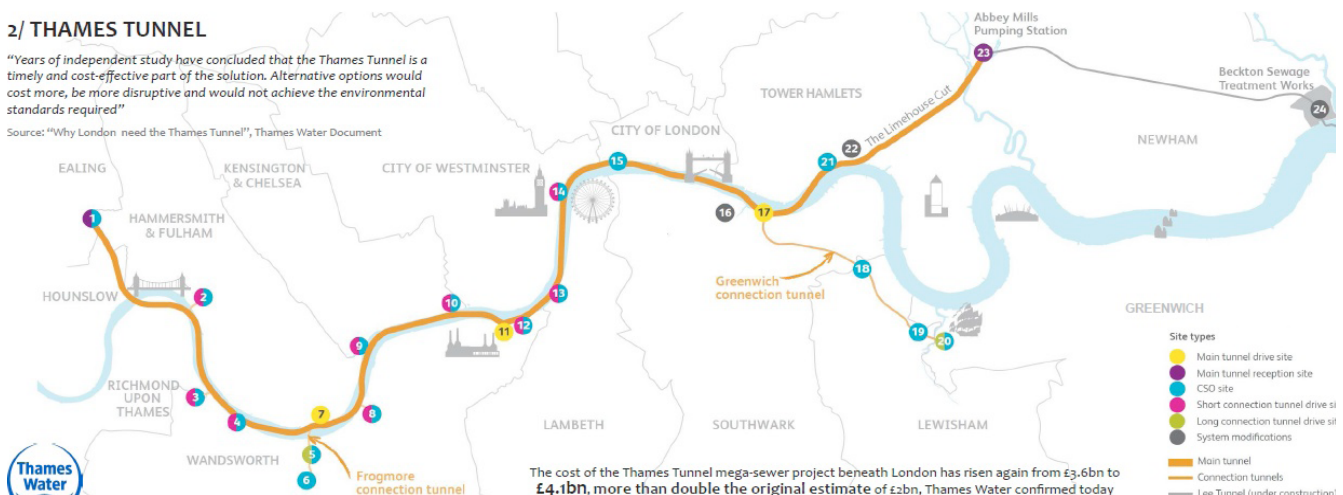 2/ THAMES TUNNEL
“Years of independent study have concluded that the Thames Tunnel is a
timely and cost-effective part of the solution. Alternative options would
cost more, be more disruptive and would not achieve the environmental
standards required”
Source: “Why London need the Thames Tunnel”, Thames Water Document
Abbey Mills
Pumping Station
23
Beckton Sewage
Treatment Works
24
TOWER HAMLETS
The Limehouse Cut
NEWHAM
CITY OF LONDON
22
21
15
EALING
KENSINGTON
& CHELSEA
CITY OF WESTMINSTER
14
16
17
1
HAMMERSMITH
& FULHAM
18
Greenwich
connection tunnel
HOUNSLOW
2
10
13
GREENWICH
11
12
19
20
9
RICHMOND
UPON
THAMES
3
4
7
8
5
6
WANDSWORTH
LAMBETH
SOUTHWARK
LEWISHAM
Frogmore
connection tunnel
Site types
Main tunnel drive site
Main tunnel reception site
CSO site
Short connection tunnel drive si
Long connection tunnel drive sit
System modifications
Main tunnel
Connection tunnels
Lee Tunnel (under construction)
Thames
Water
The cost of the Thames Tunnel mega-sewer project beneath London has risen again from £3.6bn to
£4.1bn, more than double the original estimate of £2bn, Thames Water confirmed today